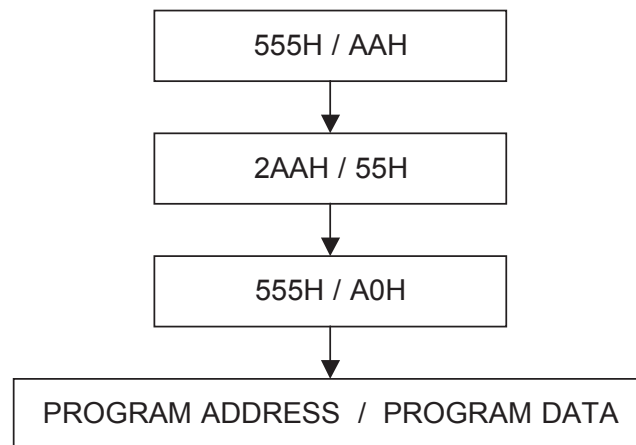 555H / AAH
2AAH / 55H
555H / A0H
PROGRAM ADDRESS / PROGRAM DATA